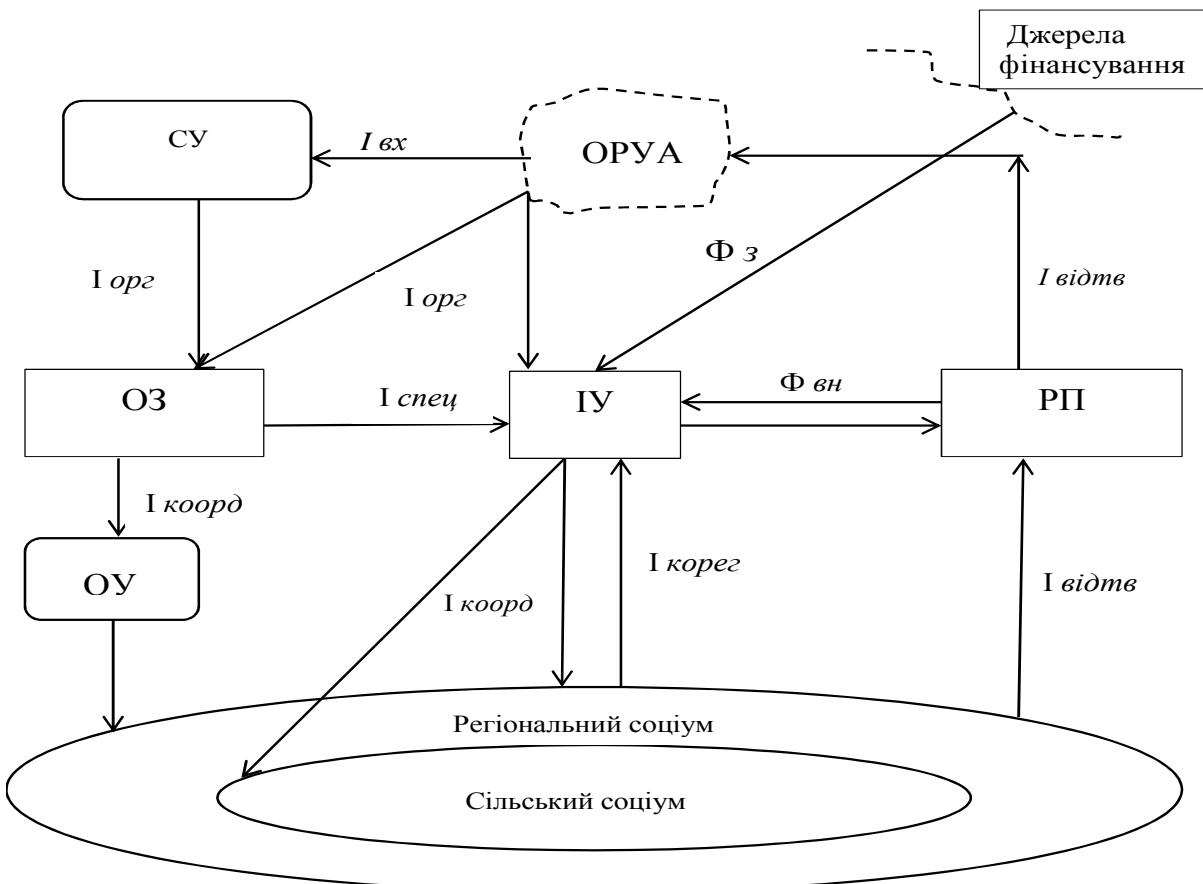 Джерела
фінансування
СУ
І вх
ОРУА
Ф з
І орг
І орг
І відтв
ОЗ
І спец
ІУ
Ф вн
РП
І коорд
ОУ
І коорд
І корег
І відтв
Регіональний соціум
Сільський соціум